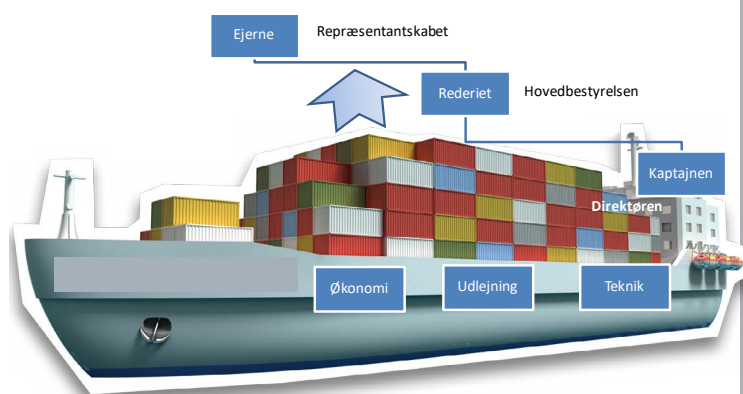 Ejerne
Repræsentantskabet
Rederiet
Hovedbestyrelsen
Kaptajnen
Direktøren
Økonomi
Udlejning
Teknik